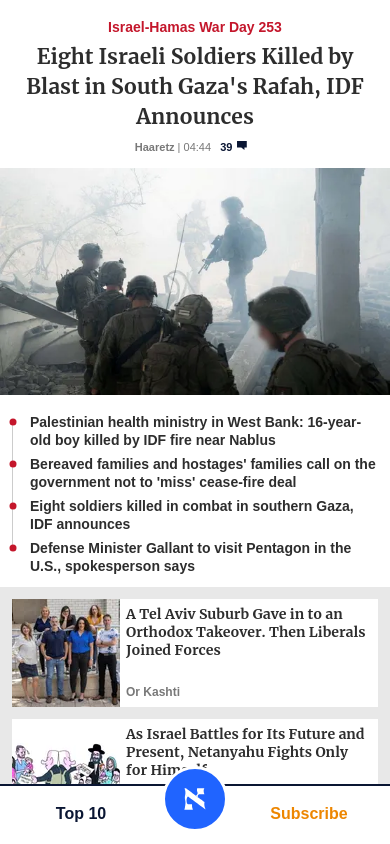 Israel-Hamas War Day 253
Eight Israeli Soldiers Killed by
Blast in South Gaza's Rafah, IDF
Announces
Haaretz | 04:44 39
Palestinian health ministry in West Bank: 16-year-
old boy killed by IDF fire near Nablus
Bereaved families and hostages' families call on the
government not to 'miss' cease-fire deal
Eight soldiers killed in combat in southern Gaza,
IDF announces
Defense Minister Gallant to visit Pentagon in the
U.S., spokesperson says
A Tel Aviv Suburb Gave in to an
Orthodox Takeover. Then Liberals
Joined Forces
Or Kashti
As Israel Battles for Its Future and
Present, Netanyahu Fights Only
for Himself
Top 10
Subscribe